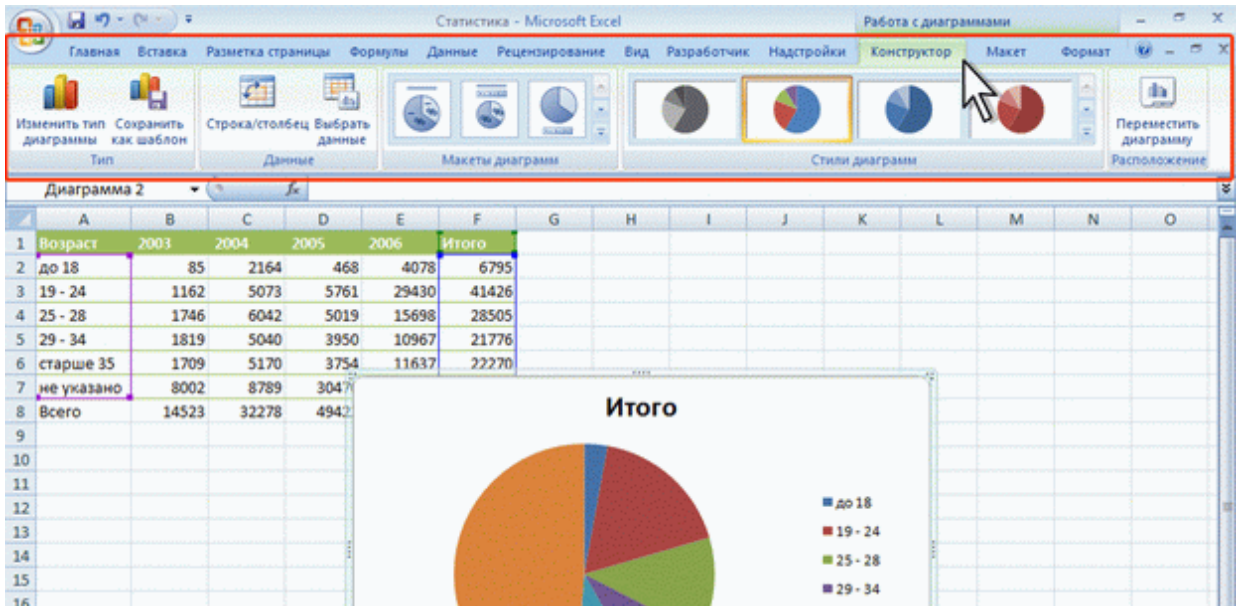 Статистика - Microsoft Excel
Работа с диаграммами
Главная Вставка Разметка страницы Формулы Данные Рецензирование Вид Разработчик Надстройки Конструктор Макет Формат
Изменить тип диаграммы
Сохранить как шаблон
Строка/столбец
Выбрать данные
Переместить диаграмму
Тип Данные Макеты диаграмм Стили диаграмм Расположение
Диаграмма 2 fx
A B C D E F G H I J K L M N O
1 Возраст 2003 2004 2005 2006 Итого
2 до 18 85 2164 468 4078 6795
3 19 - 24 1162 5073 5761 29430 41426
4 25 - 28 1746 6042 5019 15698 28505
5 29 - 34 1819 5040 3950 10967 21776
6 старше 35 1709 5170 3754 11637 22270
7 не указано 8002 8789
8 Всего 14523 32278
9
10
11
12
13
14
15
16
Итого
до 18
19 - 24
25 - 28
29 - 34